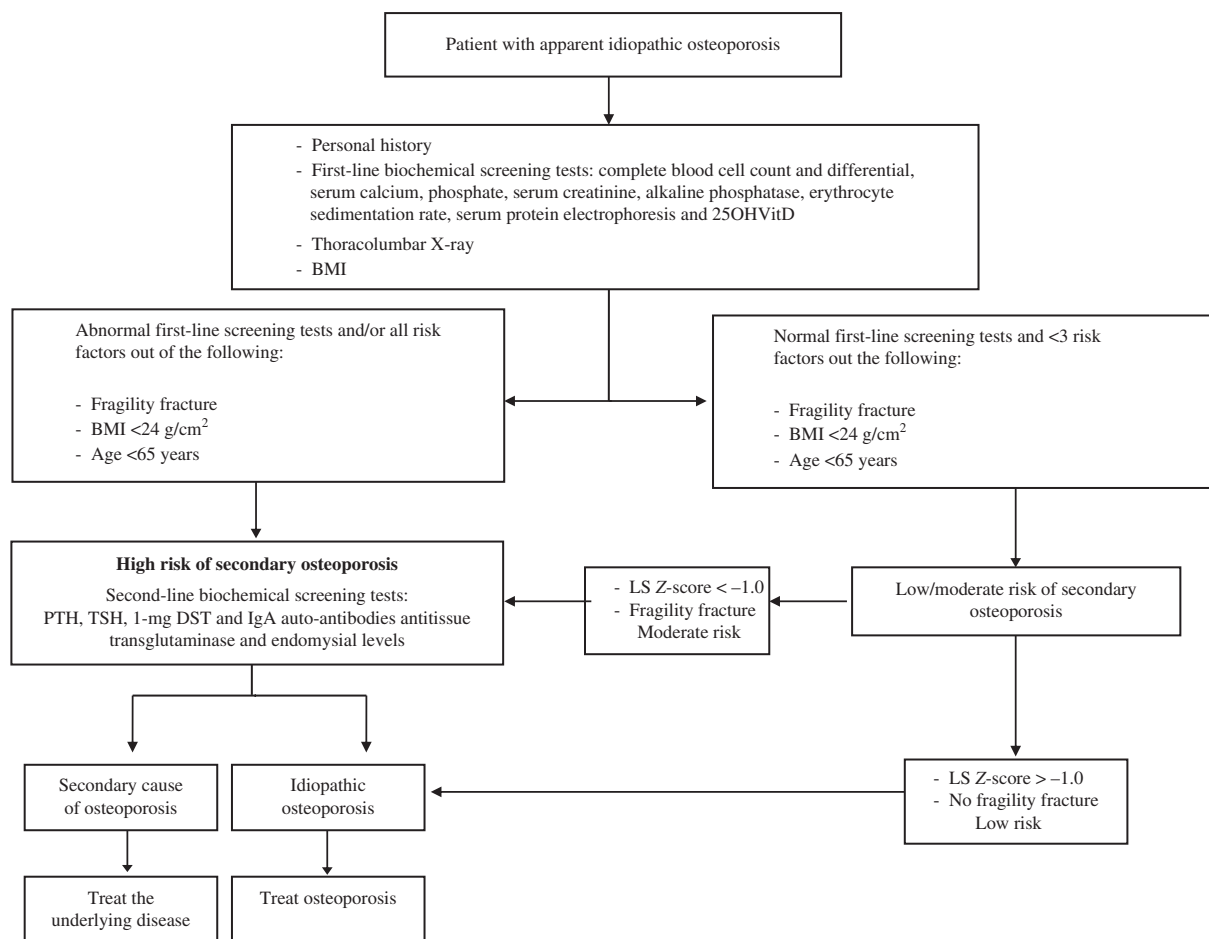 Patient with apparent idiopathic osteoporosis
- Personal history
- First-line biochemical screening tests: complete blood cell count and differential,
serum calcium, phosphate, serum creatinine, alkaline phosphatase, erythrocyte
sedimentation rate, serum protein electrophoresis and 25OHVitD
- Thoracolumbar X-ray
- BMI
Abnormal first-line screening tests and/or all risk
factors out of the following:
- Fragility fracture
- BMI <24 g/cm²
- Age <65 years
Normal first-line screening tests and <3 risk
factors out the following:
- Fragility fracture
- BMI <24 g/cm²
- Age <65 years
High risk of secondary osteoporosis
Second-line biochemical screening tests:
PTH, TSH, 1-mg DST and IgA auto-antibodies antitissue
transglutaminase and endomysial levels
- LS Z-score < –1.0
- Fragility fracture
Moderate risk
Low/moderate risk of secondary
osteoporosis
Secondary cause
of osteoporosis
Idiopathic
osteoporosis
- LS Z-score > –1.0
- No fragility fracture
Low risk
Treat the
underlying disease
Treat osteoporosis